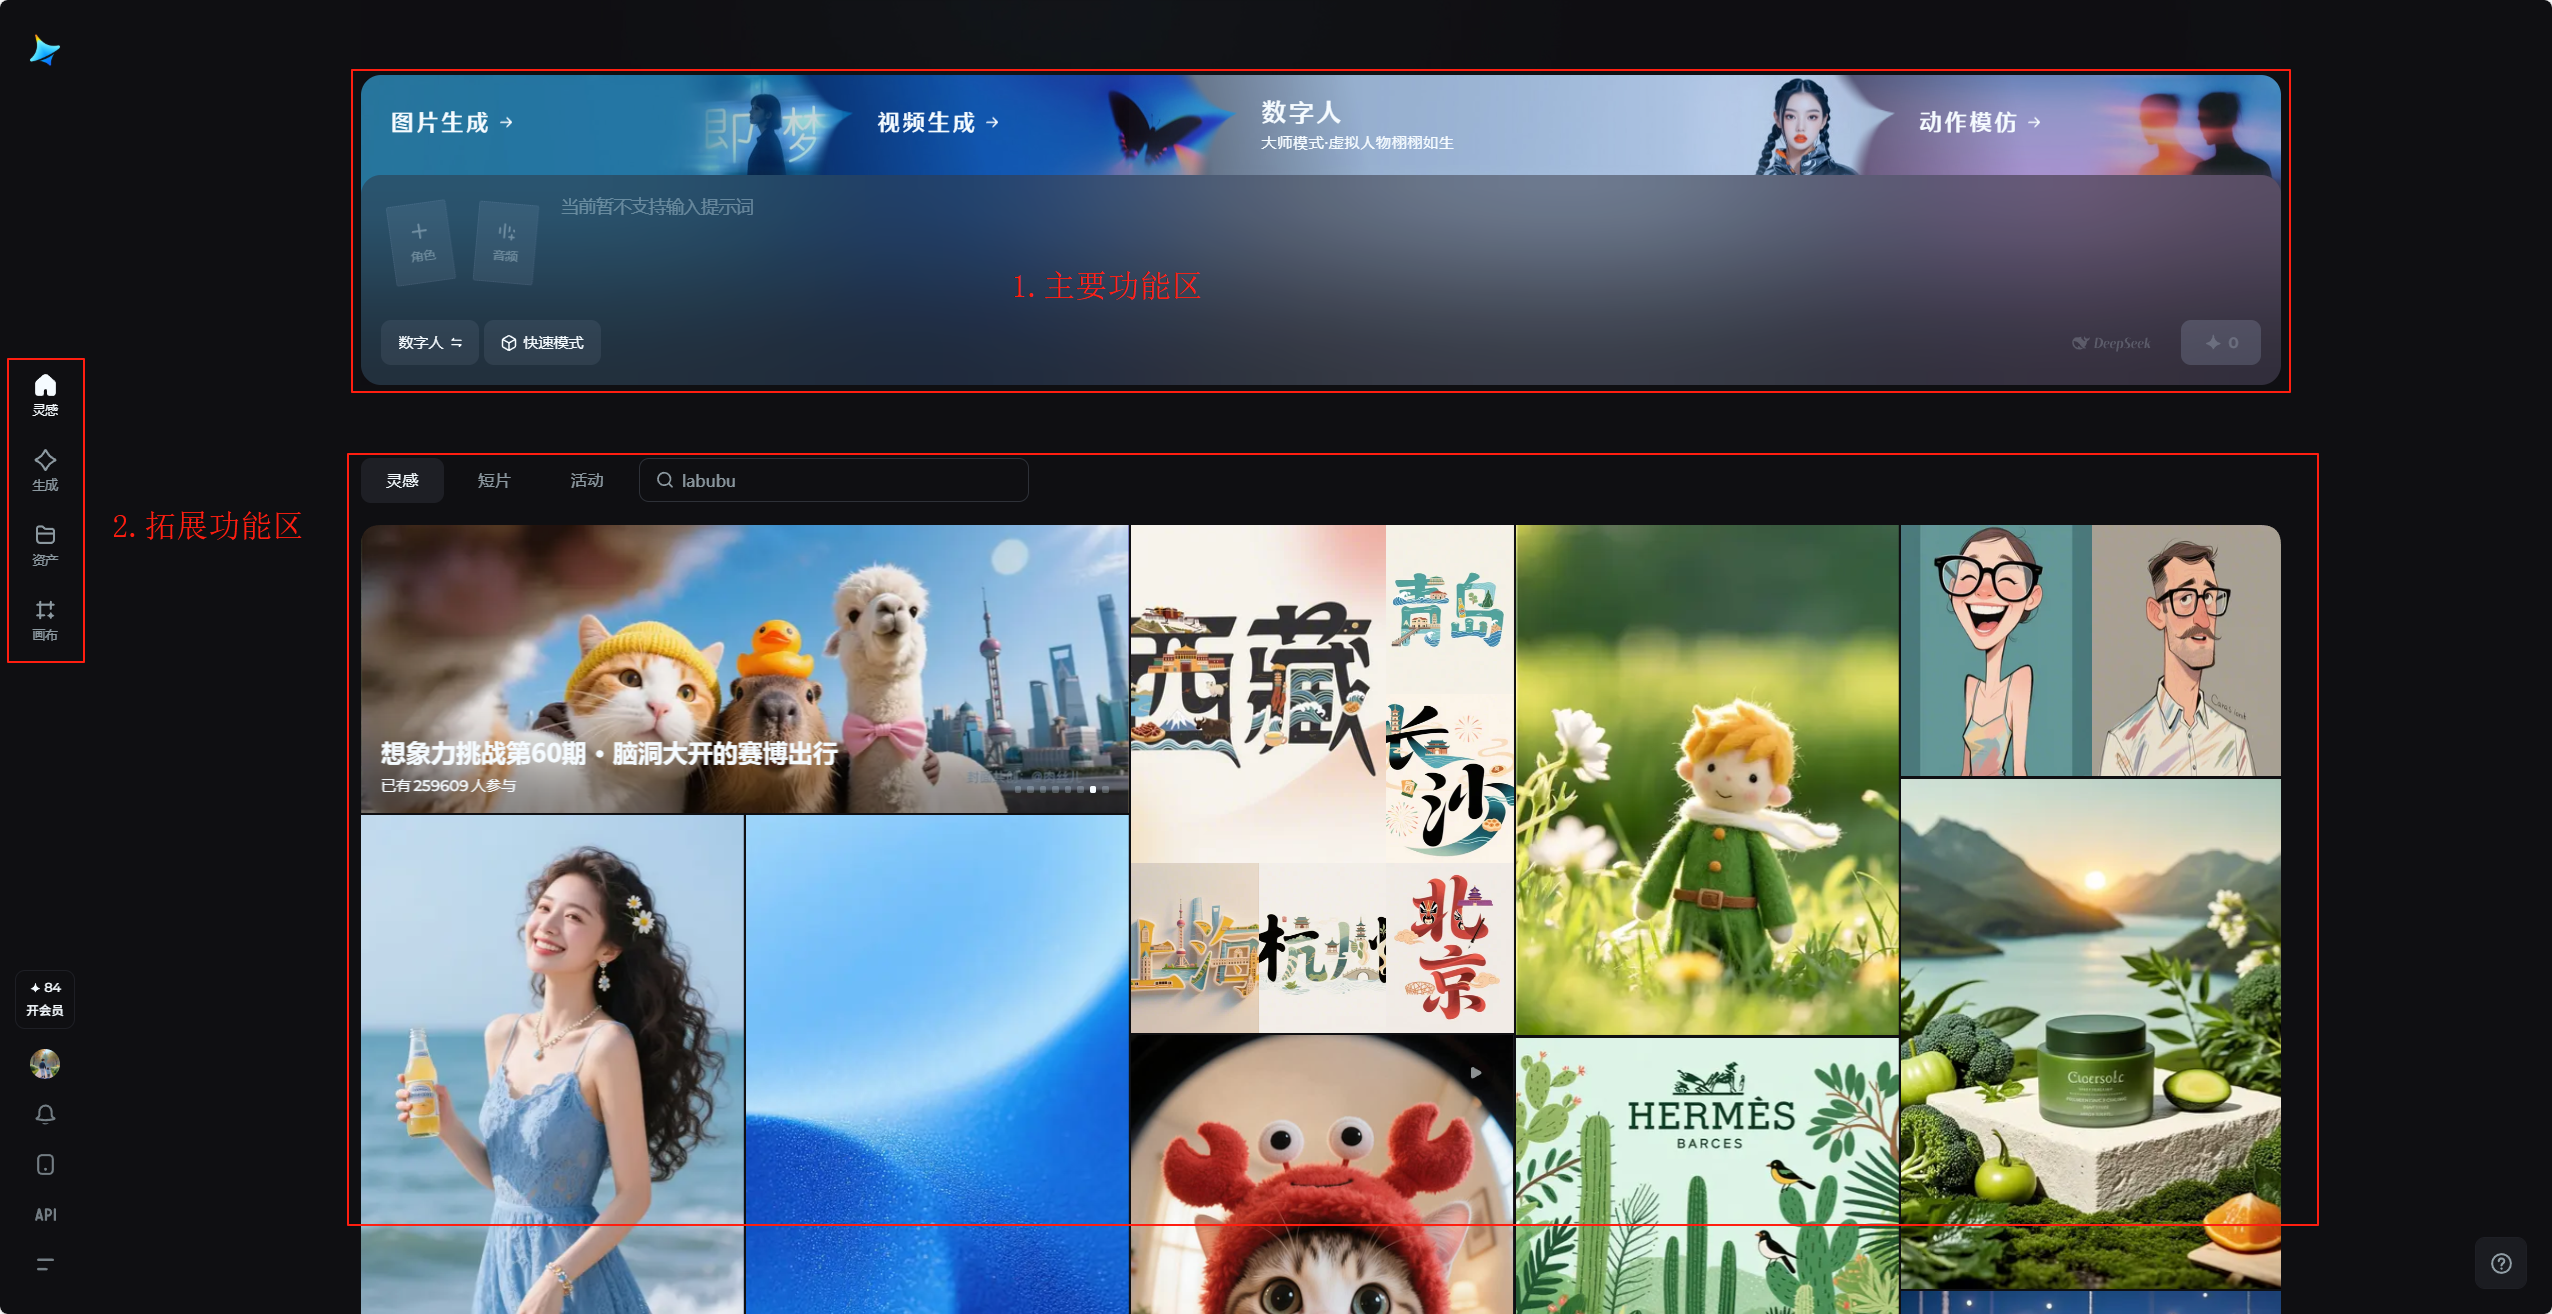 图片生成 →
即梦
视频生成 →
数字人
大师模式·虚拟人物栩栩如生
动作模仿 →
当前暂不支持输入提示词
角色
音频
1. 主要功能区
数字人
快速模式
DeepSeek
0
灵感
生成
资产
画布
2. 拓展功能区
灵感
短片
活动
labubu
想象力挑战第60期 • 脑洞大开的赛博出行
已有 259609 人参与
西藏
青岛
长沙
上海
杭州
北京
HERMÈS
BARCES
84
开会员
API